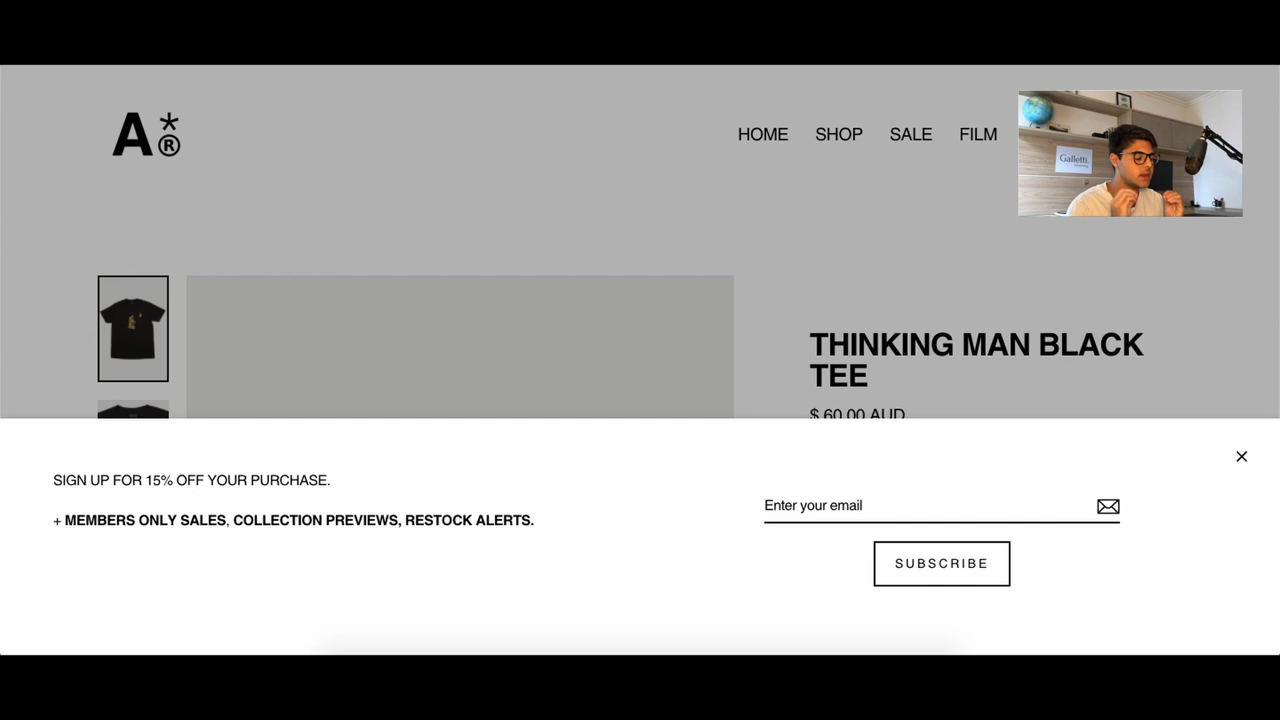 A*®
HOME SHOP SALE FILM
Galletti.
THINKING MAN BLACK
TEE
$ 60.00 AUD
SIGN UP FOR 15% OFF YOUR PURCHASE.
+ MEMBERS ONLY SALES, COLLECTION PREVIEWS, RESTOCK ALERTS.
Enter your email
SUBSCRIBE